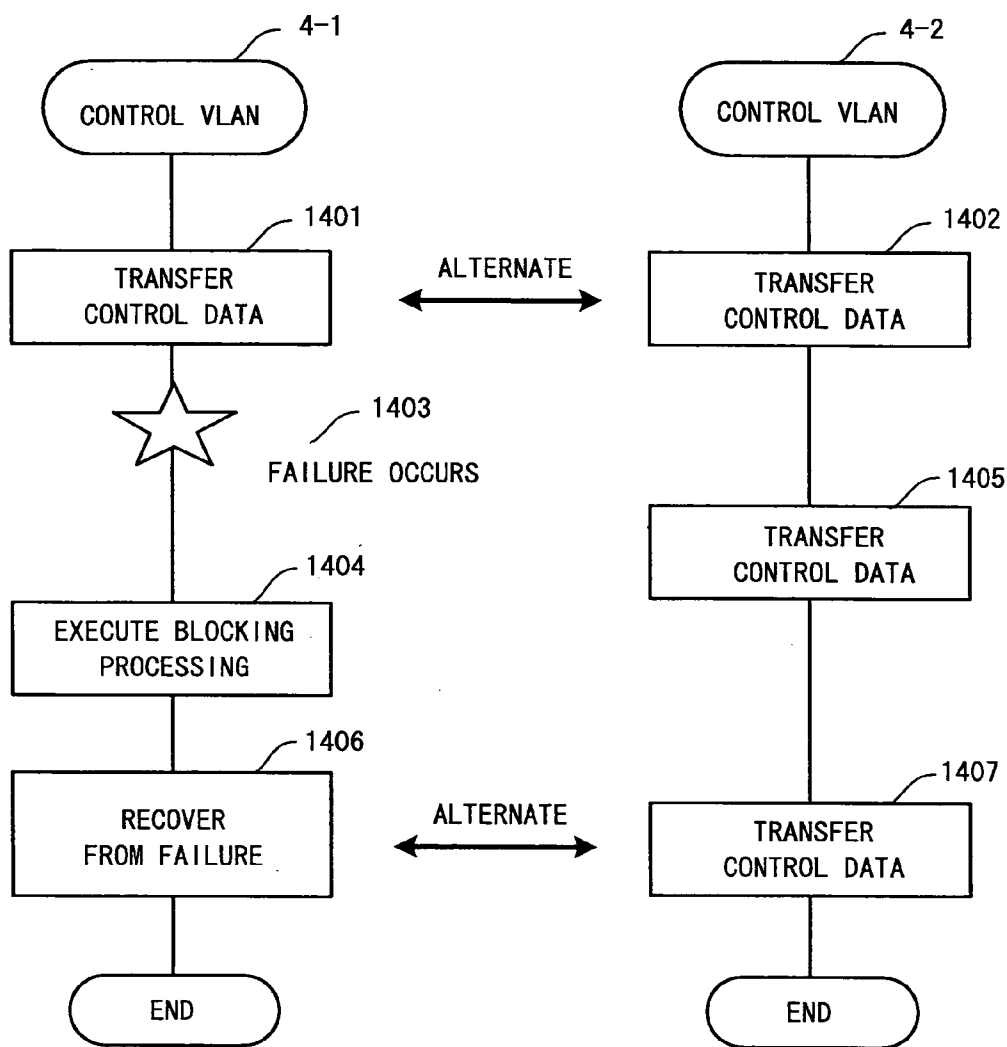 4-1
4-2
CONTROL VLAN
CONTROL VLAN
1401
1402
TRANSFER
CONTROL DATA
ALTERNATE
TRANSFER
CONTROL DATA
1403
FAILURE OCCURS
1405
TRANSFER
CONTROL DATA
1404
EXECUTE BLOCKING
PROCESSING
1406
1407
RECOVER
FROM FAILURE
ALTERNATE
TRANSFER
CONTROL DATA
END
END